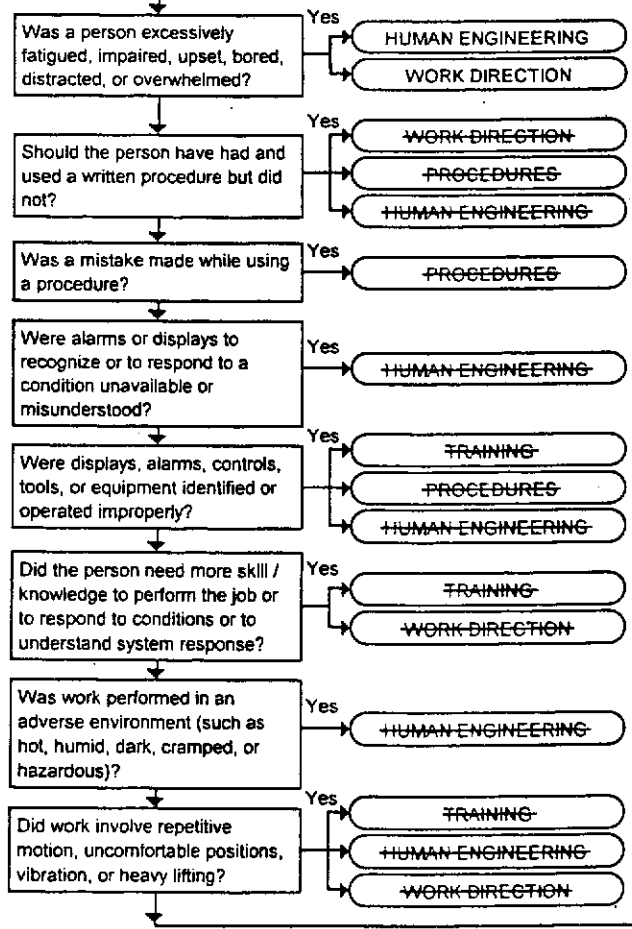 Was a person excessively
fatigued, impaired, upset, bored,
distracted, or overwhelmed?
Yes
HUMAN ENGINEERING
WORK DIRECTION
Should the person have had and
used a written procedure but did
not?
Yes
WORK DIRECTION
PROCEDURES
HUMAN ENGINEERING
Was a mistake made while using
a procedure?
Yes
PROCEDURES
Were alarms or displays to
recognize or to respond to a
condition unavailable or
misunderstood?
Yes
HUMAN ENGINEERING
Were displays, alarms, controls,
tools, or equipment identified or
operated improperly?
Yes
TRAINING
PROCEDURES
HUMAN ENGINEERING
Did the person need more skill /
knowledge to perform the job or
to respond to conditions or to
understand system response?
Yes
TRAINING
WORK DIRECTION
Was work performed in an
adverse environment (such as
hot, humid, dark, cramped, or
hazardous)?
Yes
HUMAN ENGINEERING
Did work involve repetitive
motion, uncomfortable positions,
vibration, or heavy lifting?
Yes
TRAINING
HUMAN ENGINEERING
WORK DIRECTION